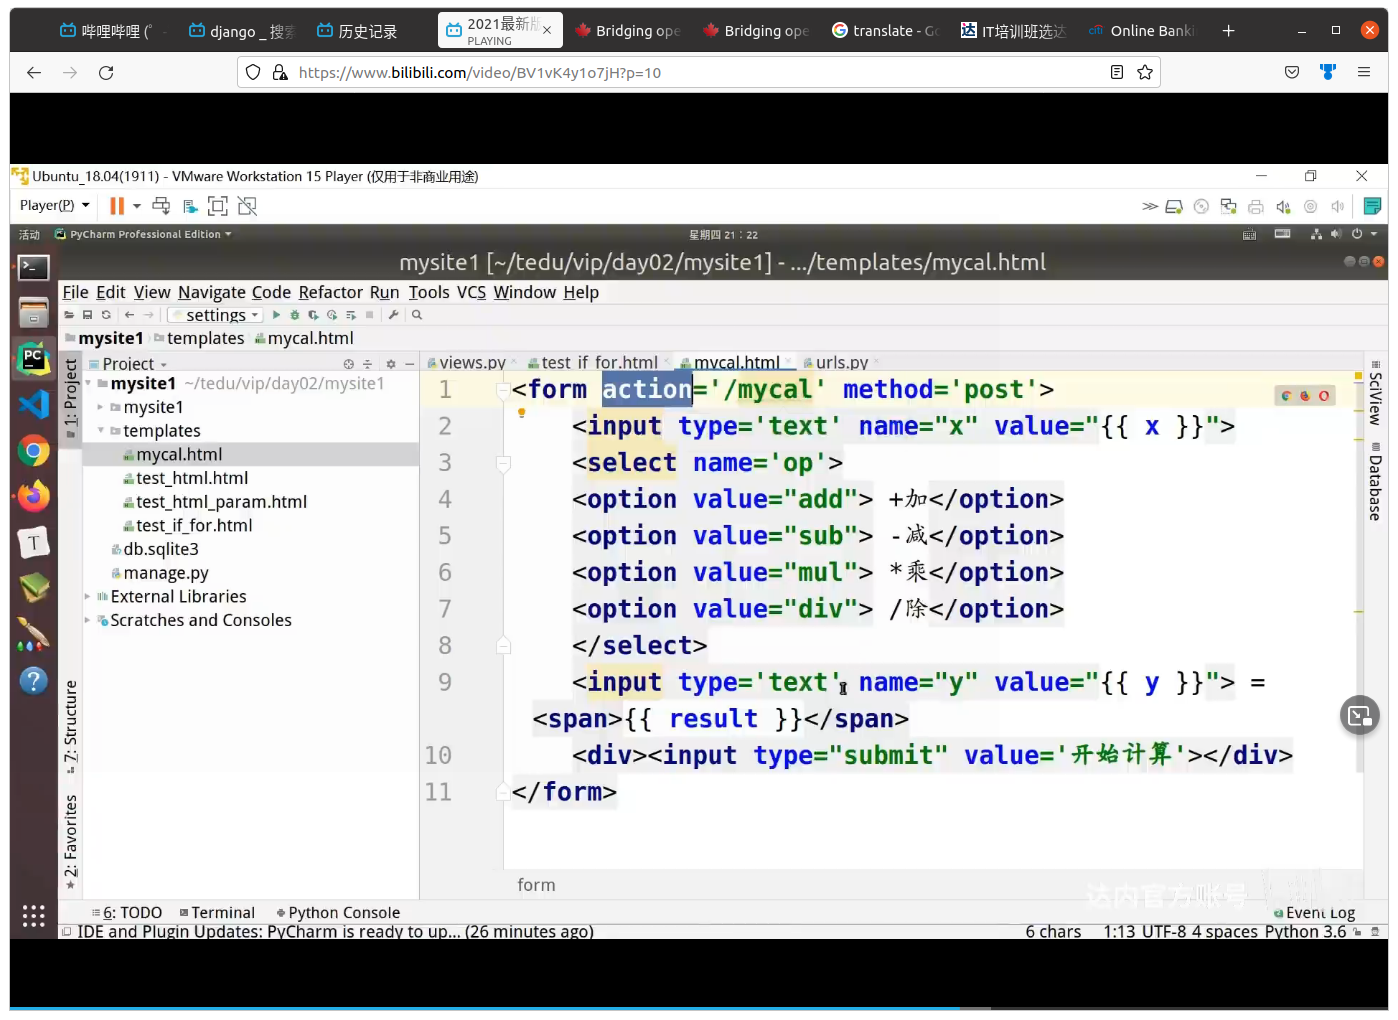 哔哩哔哩 (゜
django _ 搜索
历史记录
2021最新版
PLAYING
Bridging ope
Bridging ope
translate - Go
IT培训班选达
Online Banki
https://www.bilibili.com/video/BV1vK4y1o7jH?p=10
Ubuntu_18.04(1911) - VMware Workstation 15 Player (仅用于非商业用途)
Player(P)
活动 PyCharm Professional Edition 星期四 21：22
mysite1 [~/tedu/vip/day02/mysite1] - .../templates/mycal.html
File Edit View Navigate Code Refactor Run Tools VCS Window Help
settings
mysite1 templates mycal.html
Project
views.py test_if_for.html mycal.html urls.py
mysite1 ~/tedu/vip/day02/mysite1
mysite1
templates
mycal.html
test_html.html
test_html_param.html
test_if_for.html
db.sqlite3
manage.py
External Libraries
Scratches and Consoles
1: Project
7: Structure
2: Favorites
1 <form action='/mycal' method='post'>
2 <input type='text' name="x" value="{{ x }}">
3 <select name='op'>
4 <option value="add"> +加</option>
5 <option value="sub"> -减</option>
6 <option value="mul"> *乘</option>
7 <option value="div"> /除</option>
8 </select>
9 <input type='text' name="y" value="{{ y }}"> =
<span>{{ result }}</span>
10 <div><input type="submit" value='开始计算'></div>
11 </form>
SciView
Database
form
达内官方账号
6: TODO Terminal Python Console Event Log
IDE and Plugin Updates: PyCharm is ready to up... (26 minutes ago) 6 chars 1:13 UTF-8 4 spaces Python 3.6